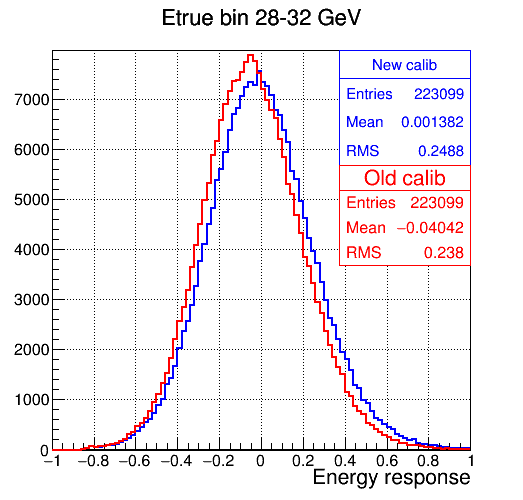 Etrue bin 28-32 GeV
New calib
Entries 223099
Mean 0.001382
RMS 0.2488
Old calib
Entries 223099
Mean −0.04042
RMS 0.238
7000
6000
5000
4000
3000
2000
1000
0
−1 −0.8 −0.6 −0.4 −0.2 0 0.2 0.4 0.6 0.8 1
Energy response